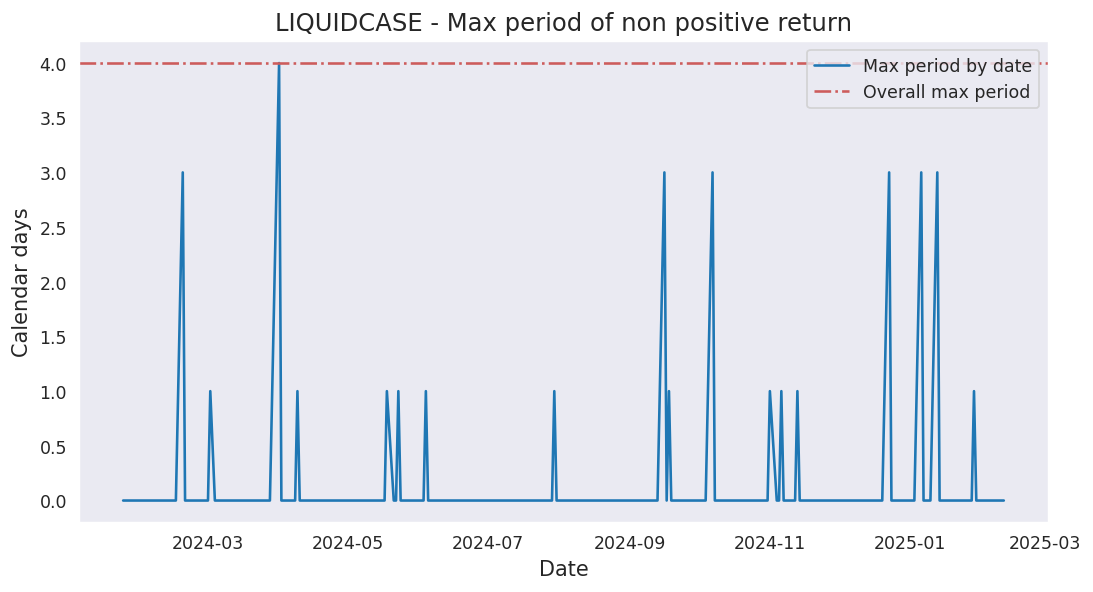 LIQUIDCASE - Max period of non positive return
Max period by date
Overall max period
Calendar days
4.0
3.5
3.0
2.5
2.0
1.5
1.0
0.5
0.0
2024-03 2024-05 2024-07 2024-09 2024-11 2025-01 2025-03
Date